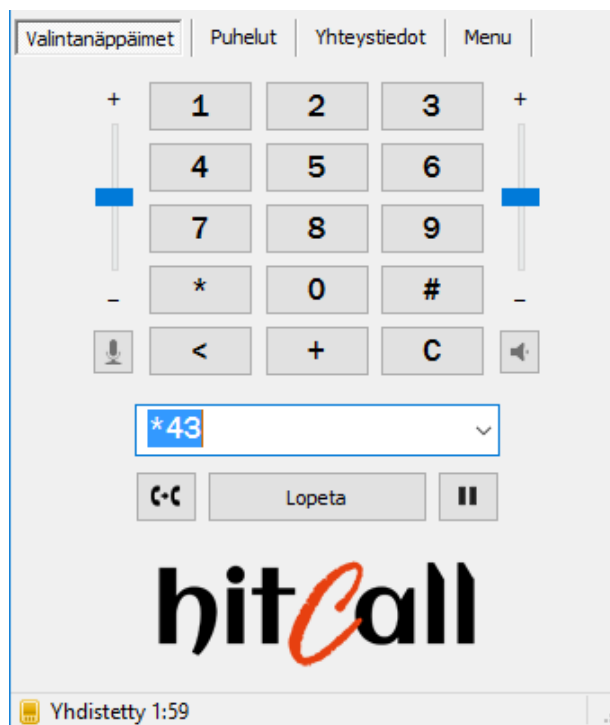 Valintanäppäimet Puhelut Yhteystiedot Menu
+ 1 2 3 +
4 5 6
7 8 9
- * 0 # -
< + C
*43
Lopeta
hitCall
Yhdistetty 1:59